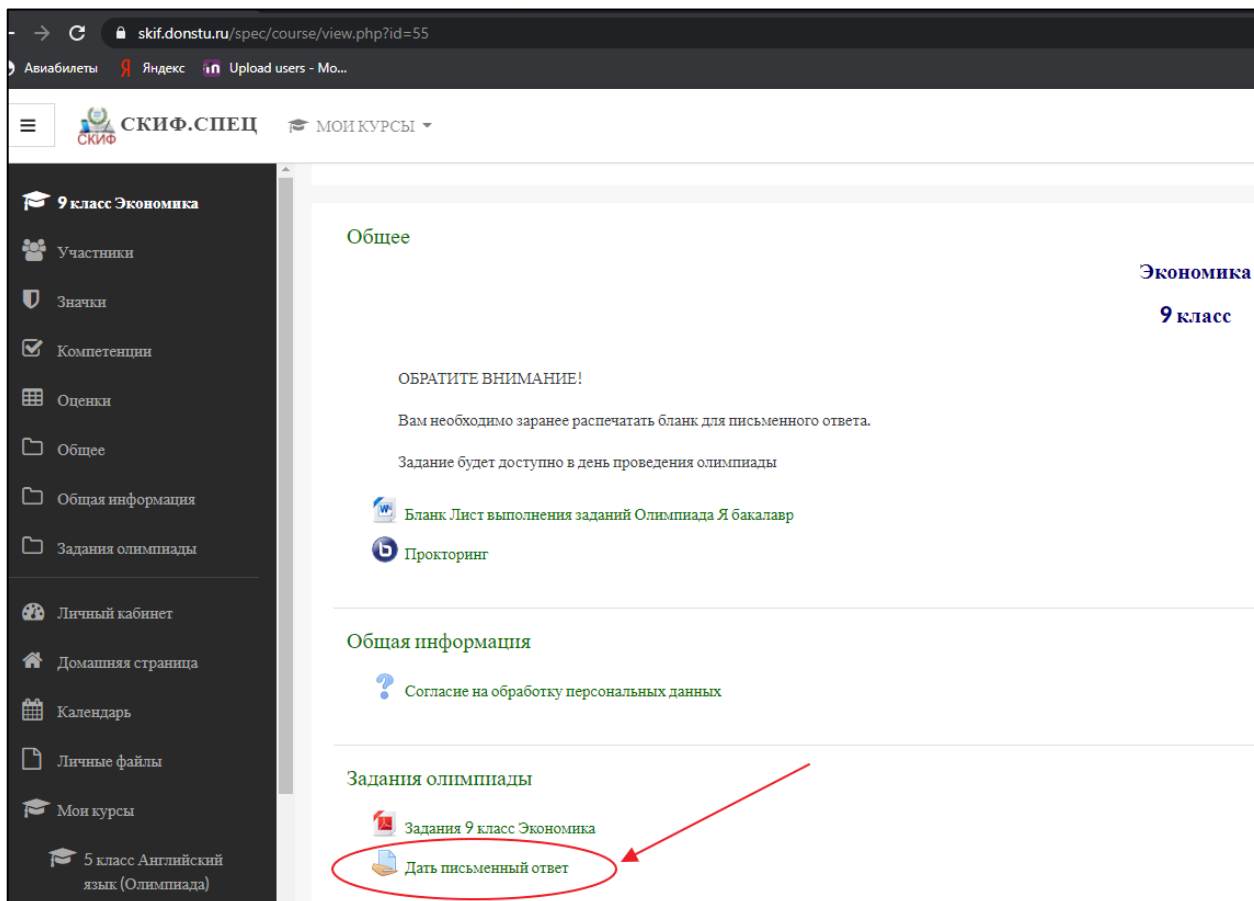 skif.donstu.ru/spec/course/view.php?id=55
Авиабилеты Яндекс Upload users - Mo...
СКИФ СКИФ.СПЕЦ МОИ КУРСЫ
9 класс Экономика
Участники
Значки
Компетенции
Оценки
Общее
Общая информация
Задания олимпиады
Личный кабинет
Домашняя страница
Календарь
Личные файлы
Мои курсы
5 класс Английский
язык (Олимпиада)
Общее
Экономика
9 класс
ОБРАТИТЕ ВНИМАНИЕ!
Вам необходимо заранее распечатать бланк для письменного ответа.
Задание будет доступно в день проведения олимпиады
Бланк Лист выполнения заданий Олимпиада Я бакалавр
Прокторинг
Общая информация
Согласие на обработку персональных данных
Задания олимпиады
Задания 9 класс Экономика
Дать письменный ответ